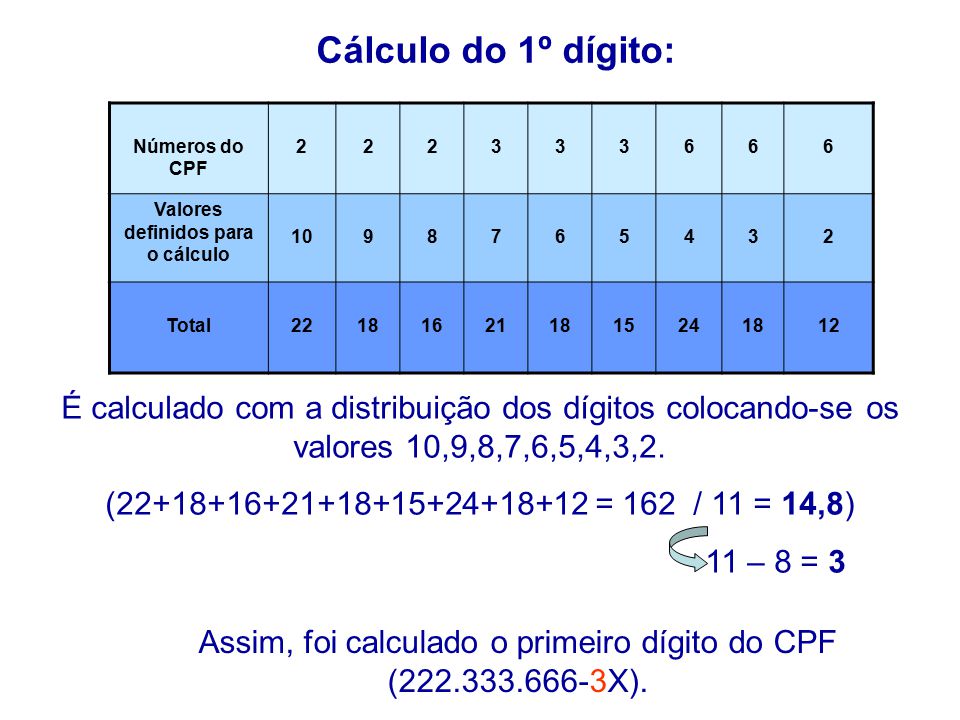 Cálculo do 1º dígito:
Números do CPF 2 2 2 3 3 3 6 6 6
Valores definidos para o cálculo 10 9 8 7 6 5 4 3 2
Total 22 18 16 21 18 15 24 18 12
É calculado com a distribuição dos dígitos colocando-se os
valores 10,9,8,7,6,5,4,3,2.
(22+18+16+21+18+15+24+18+12 = 162 / 11 = 14,8)
11 – 8 = 3
Assim, foi calculado o primeiro dígito do CPF
(222.333.666-3X).